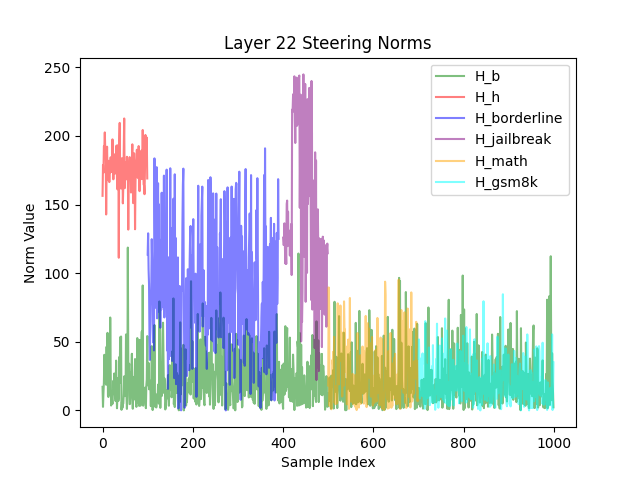 Layer 22 Steering Norms
250
200
150
100
50
0
Norm Value
H_b
H_h
H_borderline
H_jailbreak
H_math
H_gsm8k
0
200
400
600
800
1000
Sample Index